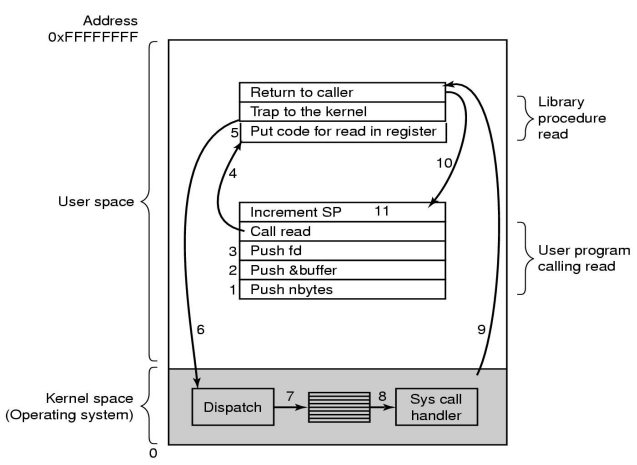 Address
0xFFFFFFFF
Return to caller
Trap to the kernel
5 Put code for read in register
Library
procedure
read
4
10
User space
Increment SP 11
Call read
3 Push fd
2 Push &buffer
1 Push nbytes
User program
calling read
6
9
Kernel space
(Operating system)
Dispatch
7
8
Sys call
handler
0